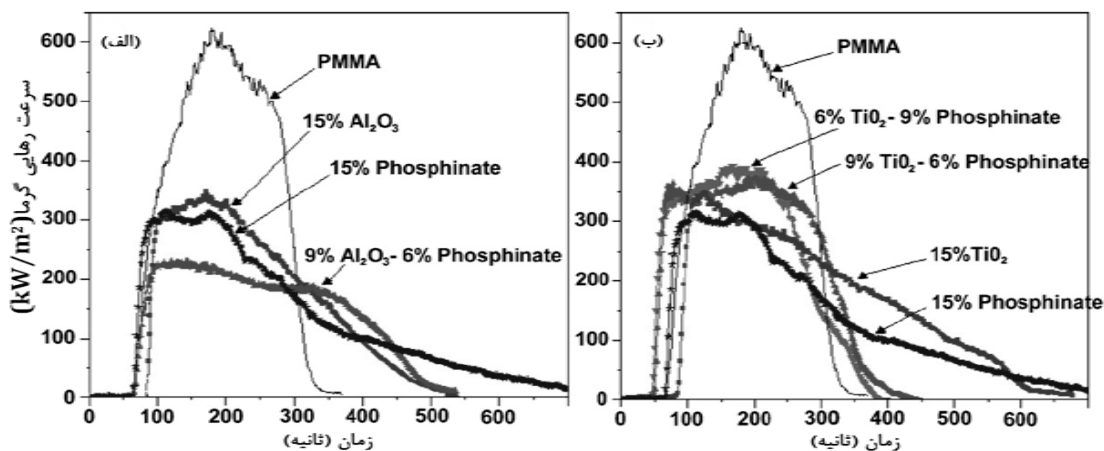 (الف)
سرعت رهایی گرما (kW/m²)
600
500
400
300
200
100
0
PMMA
15% Al₂O₃
15% Phosphinate
9% Al₂O₃- 6% Phosphinate
0 100 200 300 400 500 600
زمان (ثانیه)
(ب)
600
500
400
300
200
100
0
PMMA
6% Ti0₂- 9% Phosphinate
9% Ti0₂- 6% Phosphinate
15%Ti0₂
15% Phosphinate
0 100 200 300 400 500 600
زمان (ثانیه)